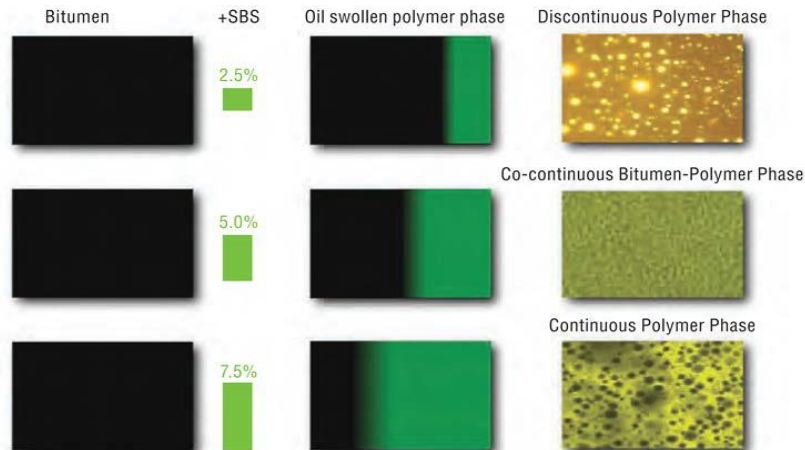 Bitumen
+SBS
Oil swollen polymer phase
Discontinuous Polymer Phase
2.5%
Co-continuous Bitumen-Polymer Phase
5.0%
Continuous Polymer Phase
7.5%